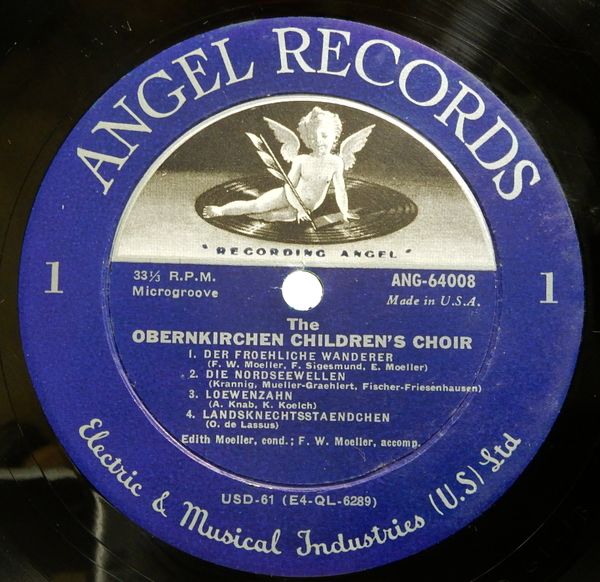 ANGEL RECORDS
"RECORDING ANGEL"
1
33⅓ R.P.M.
Microgroove
ANG-64008
Made in U.S.A.
1
The
OBERNKIRCHEN CHILDREN'S CHOIR
1. DER FROEHLICHE WANDERER
(F. W. Moeller, F. Sigesmund, E. Moeller)
2. DIE NORDSEEWELLEN
(Krannig, Mueller-Graehlert, Fischer-Friesenhausen)
3. LOEWENZAHN
(A. Knab, K. Koelch)
4. LANDSKNECHTSSTAENDCHEN
(O. de Lassus)
Edith Moeller, cond.; F. W. Moeller, accomp.
USD-61 (E4-QL-6289)
Electric & Musical Industries (U.S) Ltd